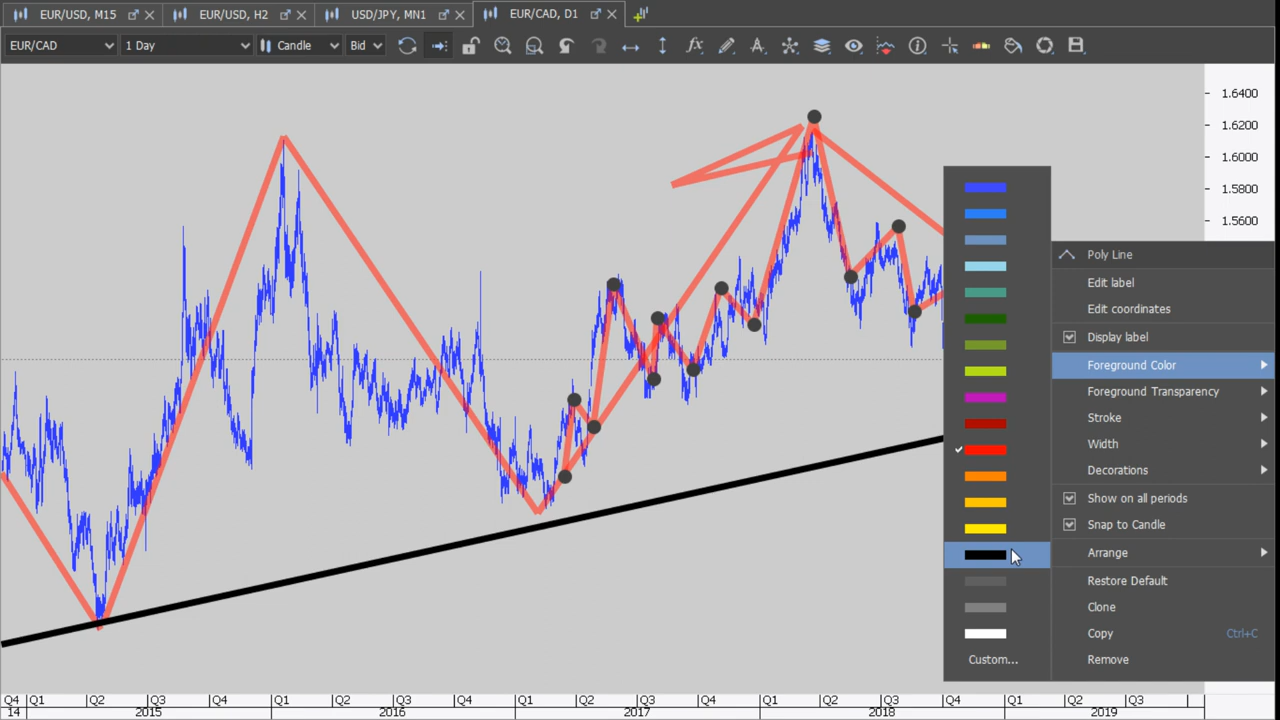 EUR/USD, M15
EUR/USD, H2
USD/JPY, MN1
EUR/CAD, D1
EUR/CAD
1 Day
Candle
Bid
1.6400
1.6200
1.6000
1.5800
1.5600
Poly Line
Edit label
Edit coordinates
Display label
Foreground Color
Foreground Transparency
Stroke
Width
Decorations
Show on all periods
Snap to Candle
Arrange
Restore Default
Clone
Copy Ctrl+C
Remove
Custom...
Q4 Q1 Q2 Q3 Q4 Q1 Q2 Q3 Q4 Q1 Q2 Q3 Q4 Q1 Q2 Q3 Q4 Q1 Q2 Q3
14 2015 2016 2017 2018 2019